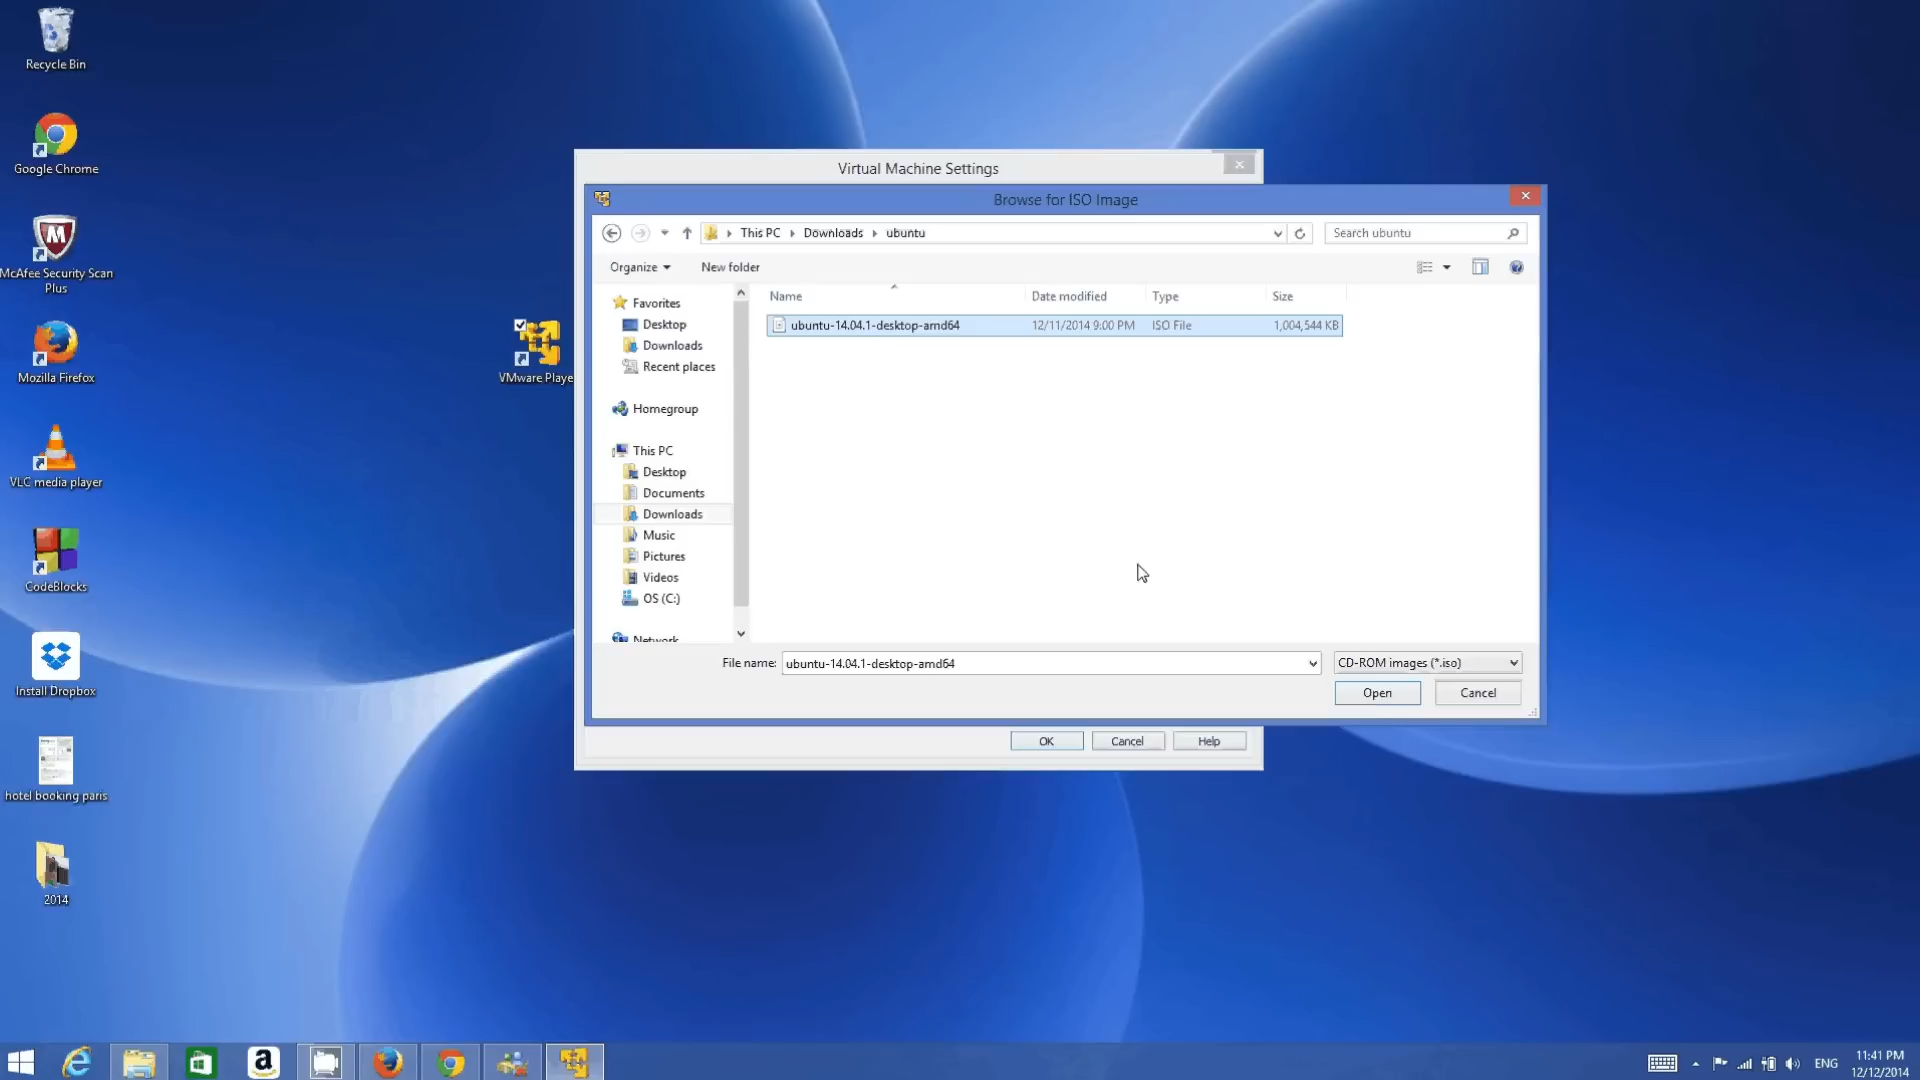 Recycle Bin
Google Chrome
McAfee Security Scan
Plus
Mozilla Firefox
VLC media player
CodeBlocks
Install Dropbox
hotel booking paris
2014
VMware Playe
Virtual Machine Settings
Browse for ISO Image
This PC
Downloads
ubuntu
Search ubuntu
Organize
New folder
Favorites
Desktop
Downloads
Recent places
Homegroup
This PC
Desktop
Documents
Downloads
Music
Pictures
Videos
OS (C:)
Network
Name Date modified Type Size
ubuntu-14.04.1-desktop-amd64 12/11/2014 9:00 PM ISO File 1,004,544 KB
File name: ubuntu-14.04.1-desktop-amd64 CD-ROM images (*.iso)
Open Cancel
OK Cancel Help
ENG
11:41 PM
12/12/2014